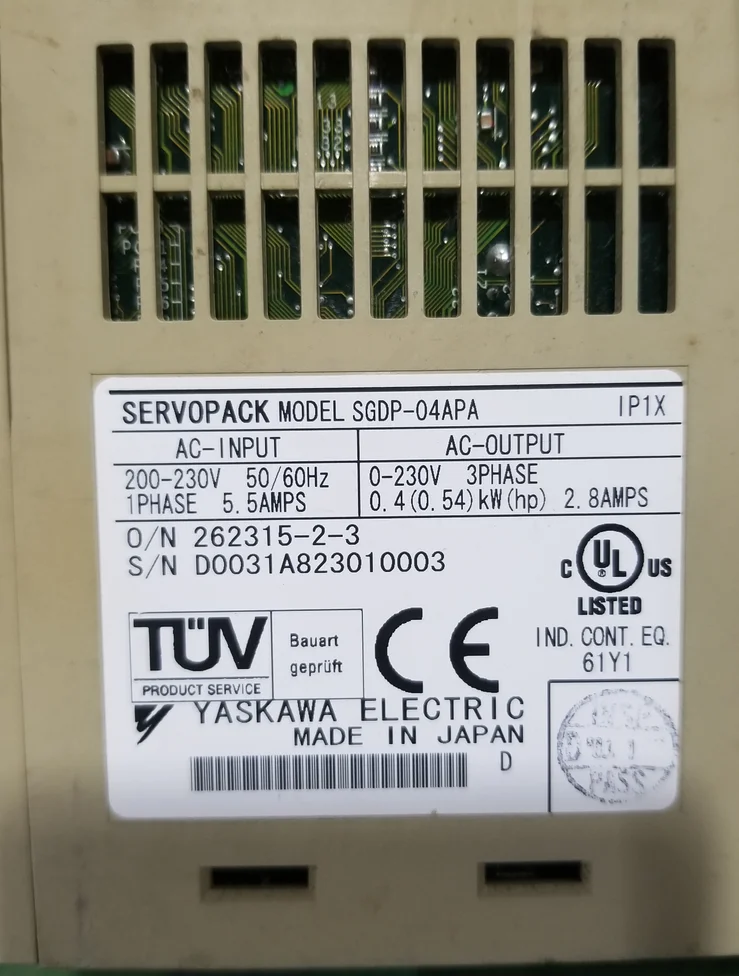 SERVOPACK MODEL SGDP-04APA IP1X
AC-INPUT AC-OUTPUT
200-230V 50/60Hz 0-230V 3PHASE
1PHASE 5.5AMPS 0.4(0.54)kW(hp) 2.8AMPS
O/N 262315-2-3
S/N D0031A823010003
C UL US
LISTED
IND. CONT. EQ.
61Y1
TÜV
PRODUCT SERVICE
Bauart
geprüft
CE
YASKAWA ELECTRIC
MADE IN JAPAN
D
PASS